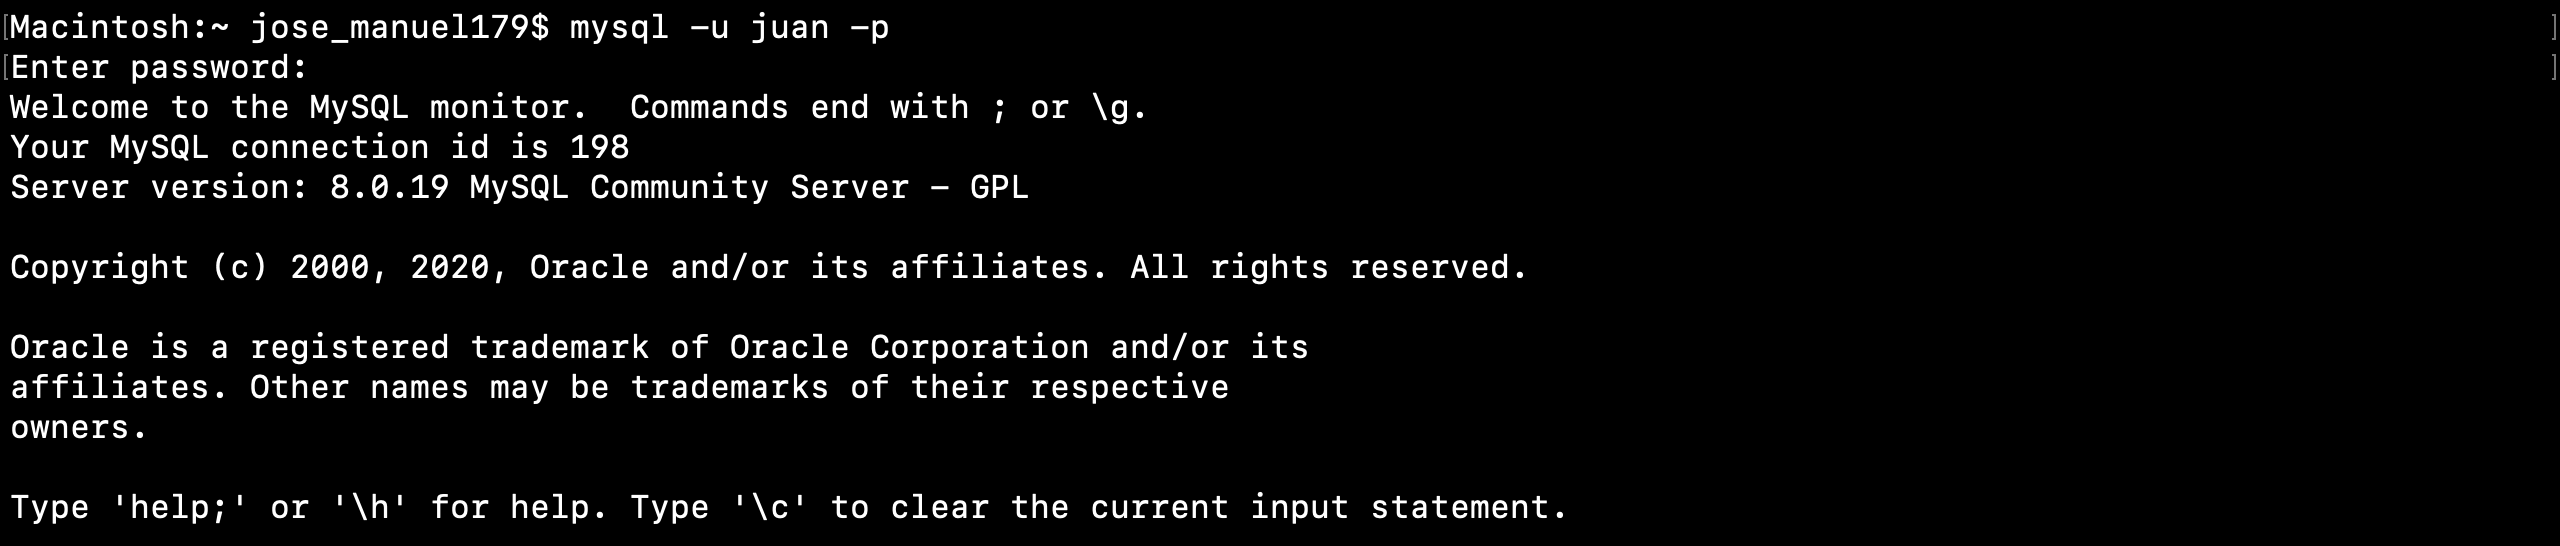 [Macintosh:~ jose_manuel179$ mysql -u juan -p ]
[Enter password: ]
Welcome to the MySQL monitor.  Commands end with ; or \g.
Your MySQL connection id is 198
Server version: 8.0.19 MySQL Community Server - GPL
Copyright (c) 2000, 2020, Oracle and/or its affiliates. All rights reserved.
Oracle is a registered trademark of Oracle Corporation and/or its
affiliates. Other names may be trademarks of their respective
owners.
Type 'help;' or '\h' for help. Type '\c' to clear the current input statement.